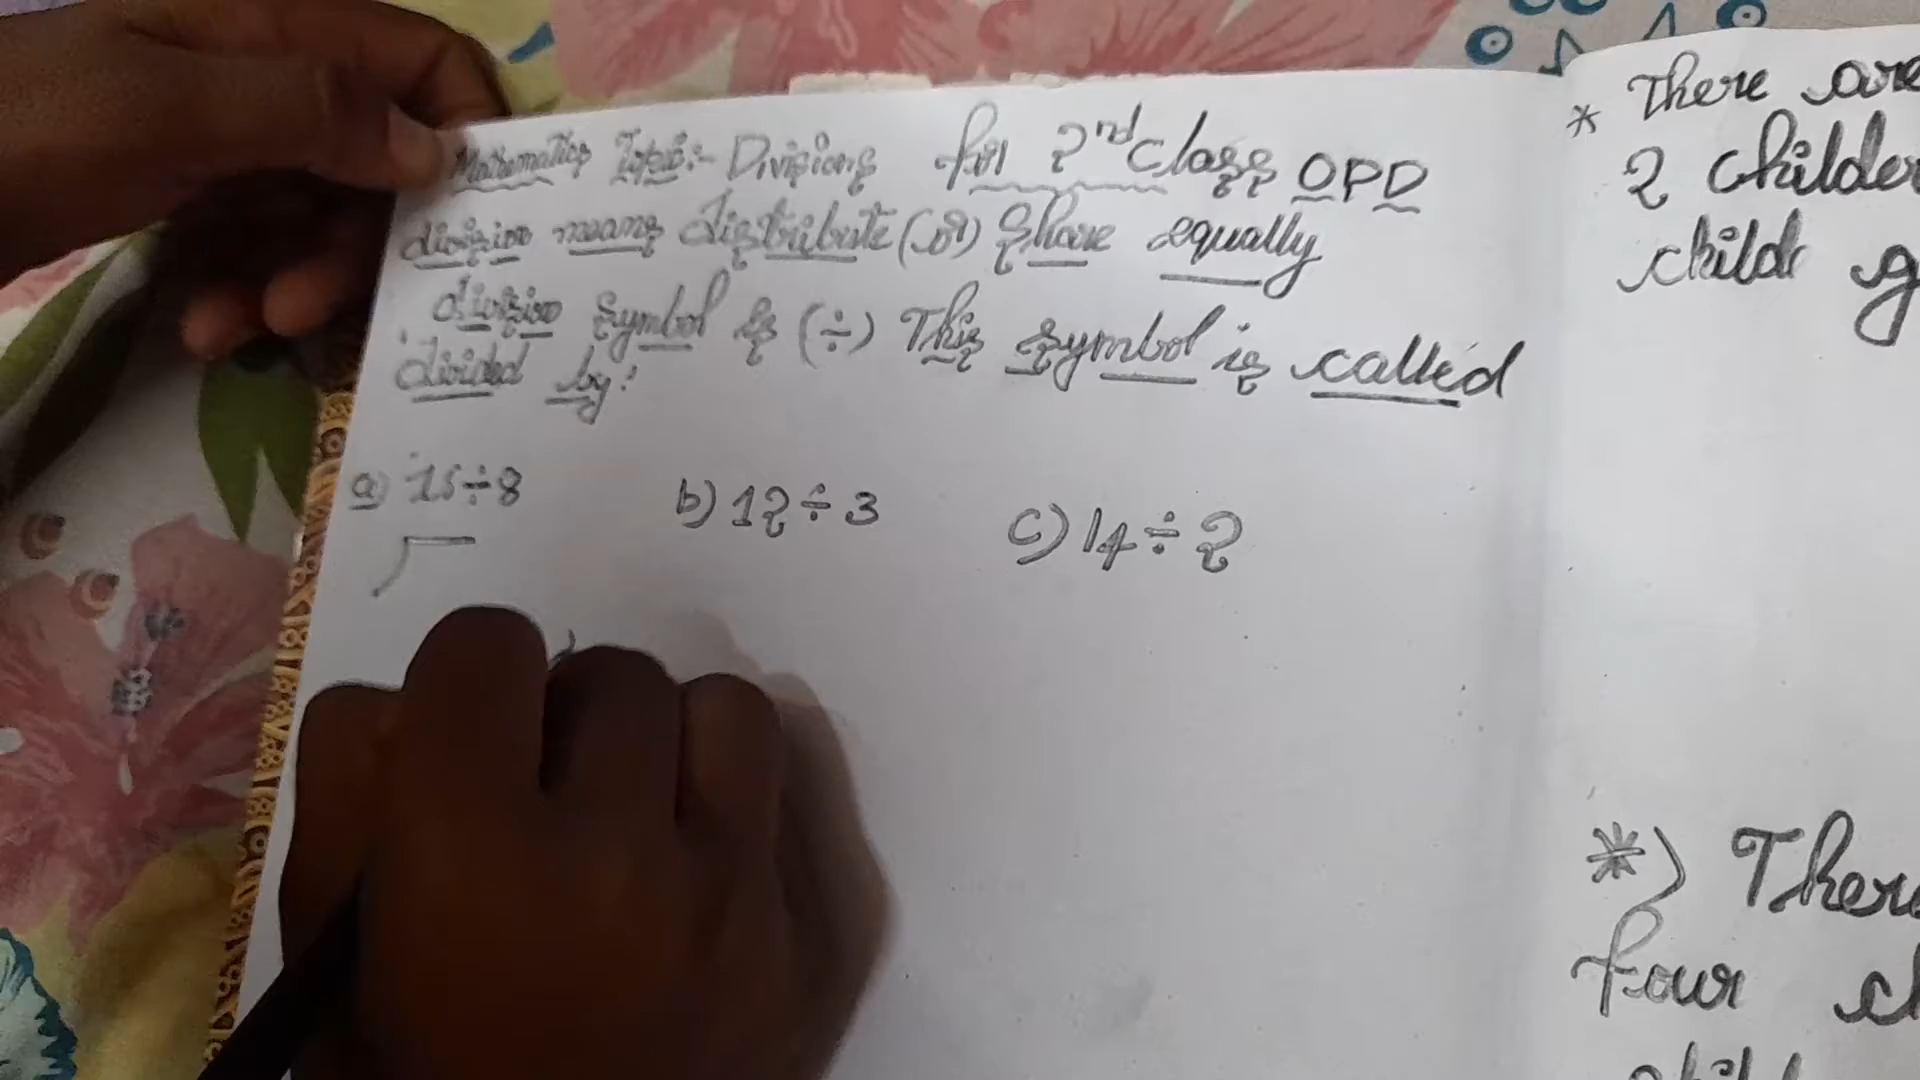 Mathematics Topic:- Divisions for 2nd Class OPD
division means distribute (or) Share equally
division symbol is (÷) This symbol is called
divided by:
a) 16÷8 b) 12÷3 c) 14÷2
* There are
2 childer
child g
*) There
four